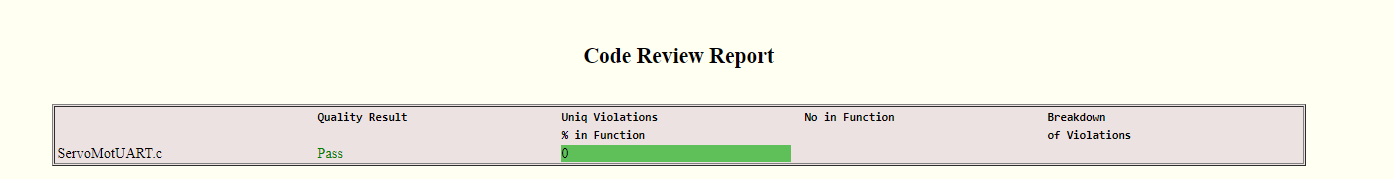 Code Review Report
Quality Result Uniq Violations No in Function Breakdown
% in Function of Violations
ServoMotUART.c Pass 0